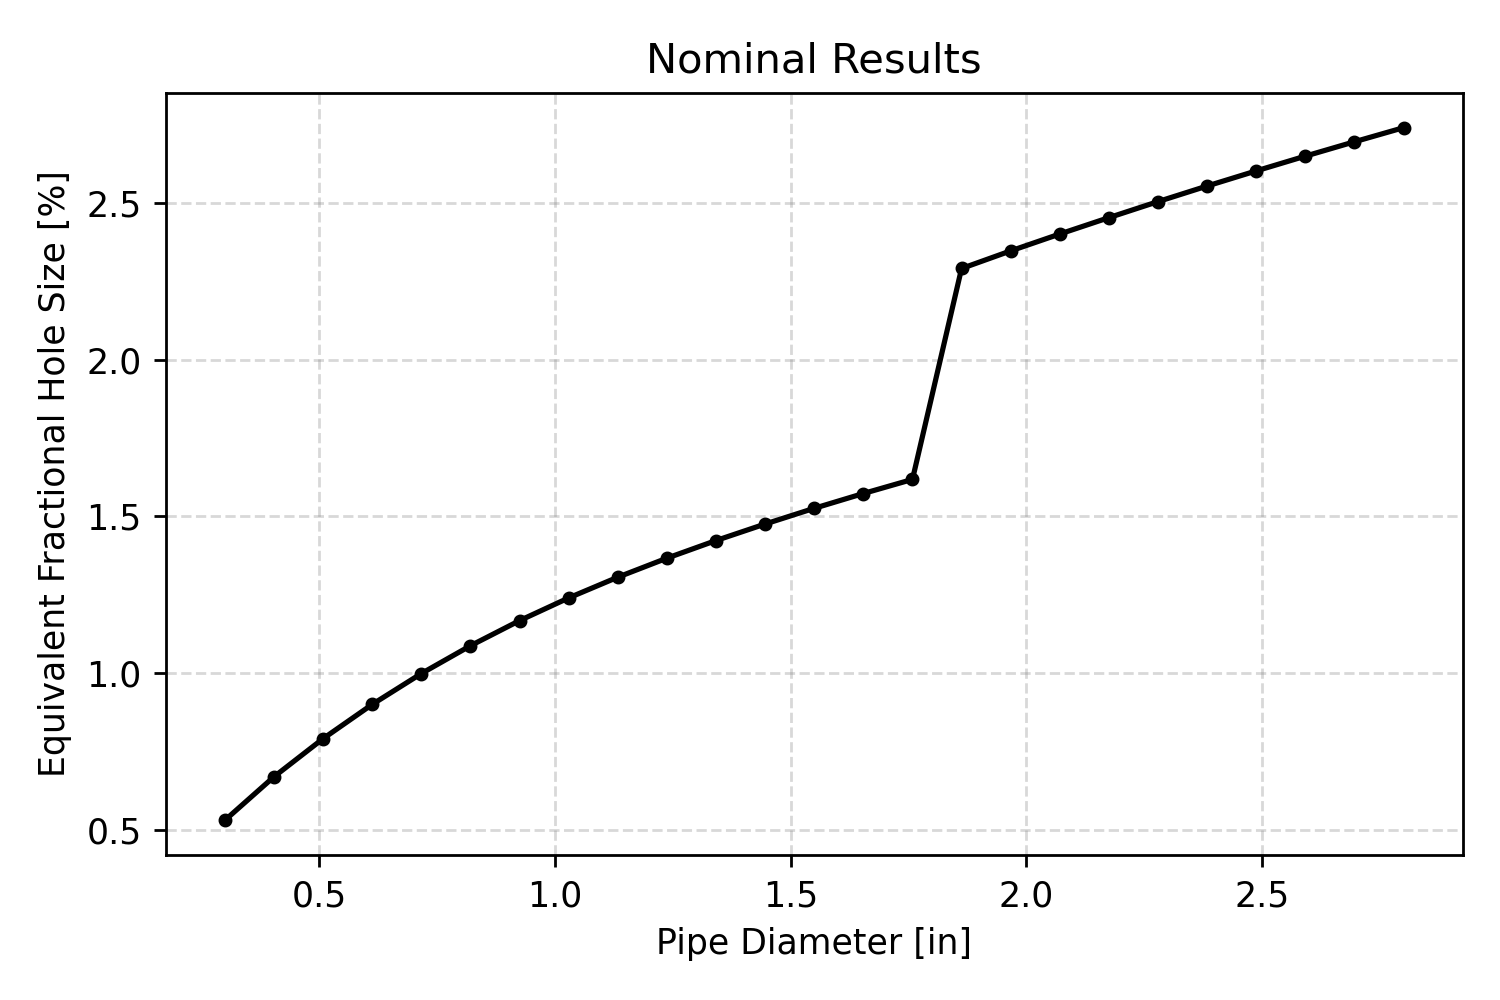 Nominal Results
Equivalent Fractional Hole Size [%]
2.5
2.0
1.5
1.0
0.5
0.5 1.0 1.5 2.0 2.5
Pipe Diameter [in]